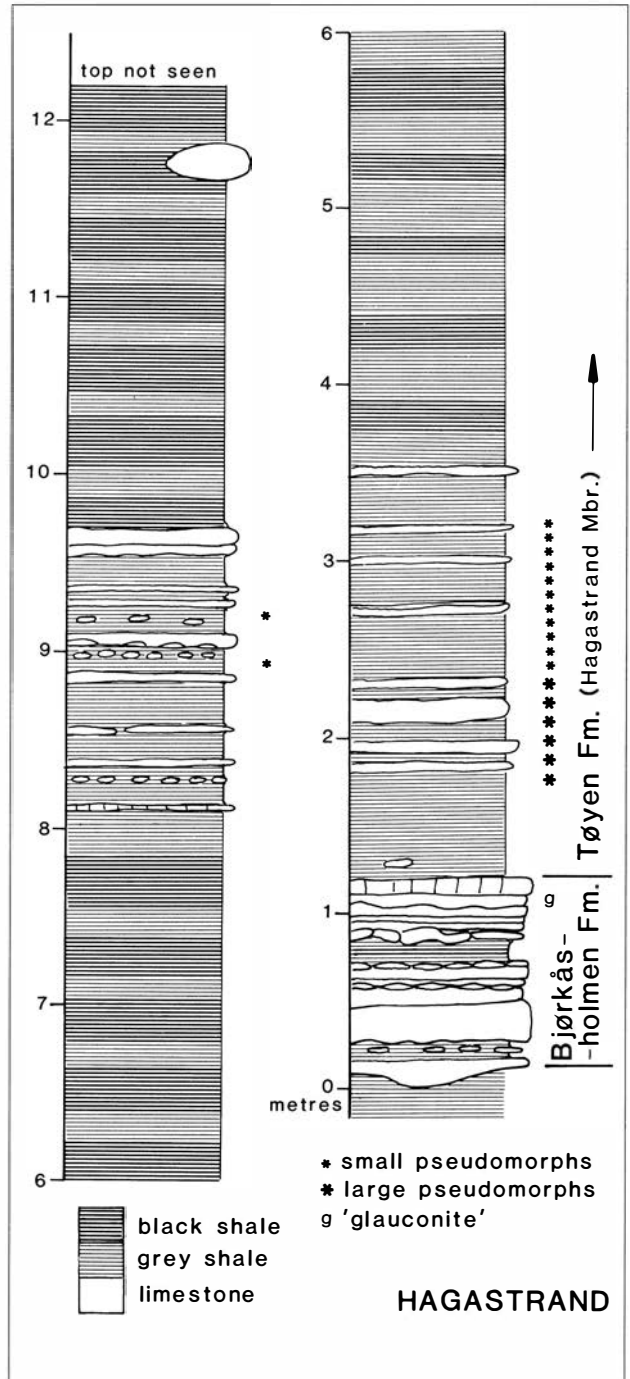 top not seen
12
11
10
9
8
7
6
*
*
6
5
4
3
2
1
0
metres
Tøyen Fm. (Hagastrand Mbr.)
g
Bjørkås-
-holmen Fm.
* small pseudomorphs
* large pseudomorphs
g 'glauconite'
black shale
grey shale
limestone
HAGASTRAND